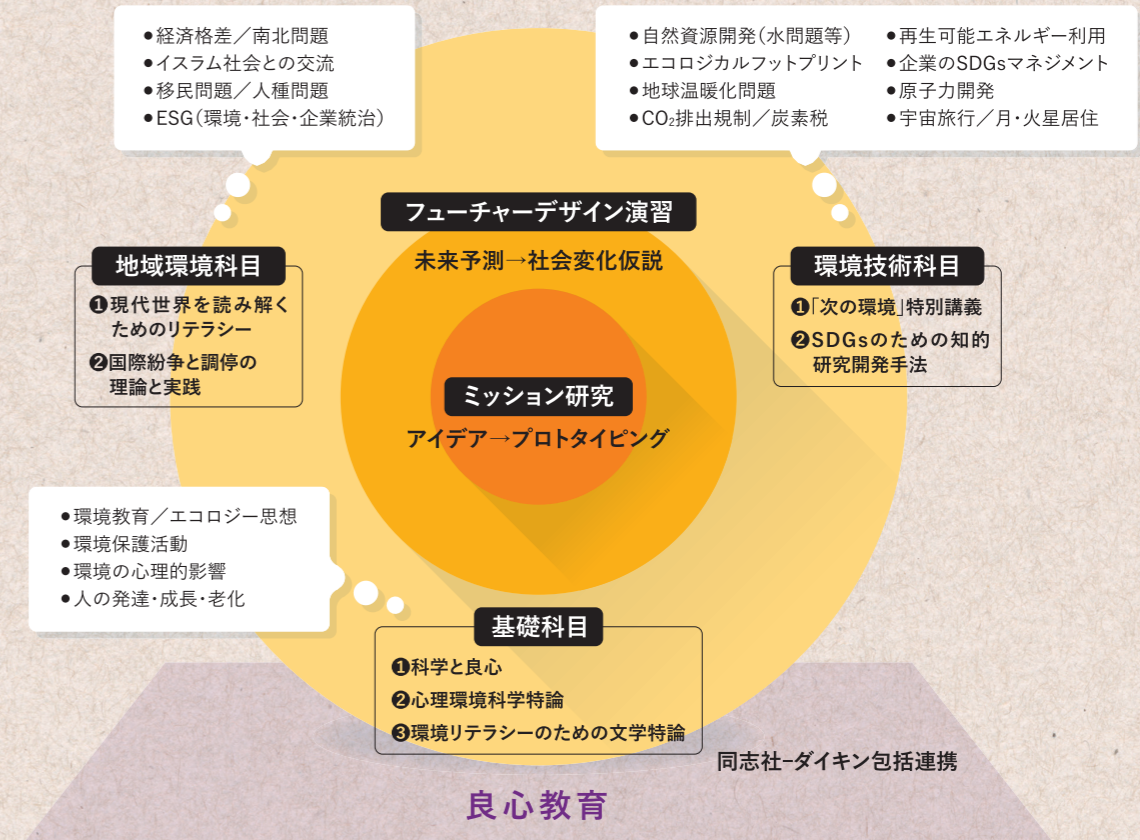 ●経済格差／南北問題
●イスラム社会との交流
●移民問題／人種問題
●ESG（環境・社会・企業統治）
●自然資源開発（水問題等）
●エコロジカルフットプリント
●地球温暖化問題
●CO₂排出規制／炭素税
●再生可能エネルギー利用
●企業のSDGsマネジメント
●原子力開発
●宇宙旅行／月・火星居住
フューチャーデザイン演習
未来予測→社会変化仮説
地域環境科目
❶現代世界を読み解く
ためのリテラシー
❷国際紛争と調停の
理論と実践
環境技術科目
❶「次の環境」特別講義
❷SDGsのための知的
研究開発手法
ミッション研究
アイデア→プロトタイピング
●環境教育／エコロジー思想
●環境保護活動
●環境の心理的影響
●人の発達・成長・老化
基礎科目
❶科学と良心
❷心理環境科学特論
❸環境リテラシーのための文学特論
同志社−ダイキン包括連携
良心教育